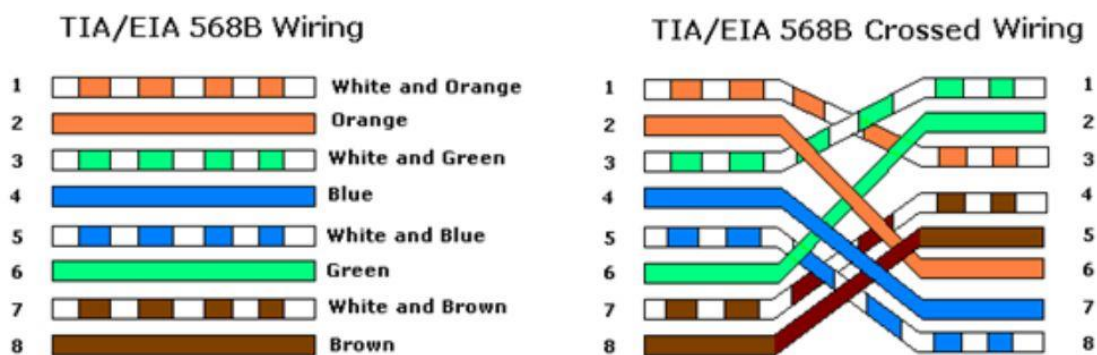 TIA/EIA 568B Wiring
1 White and Orange
2 Orange
3 White and Green
4 Blue
5 White and Blue
6 Green
7 White and Brown
8 Brown
TIA/EIA 568B Crossed Wiring
1 1
2 2
3 3
4 4
5 5
6 6
7 7
8 8